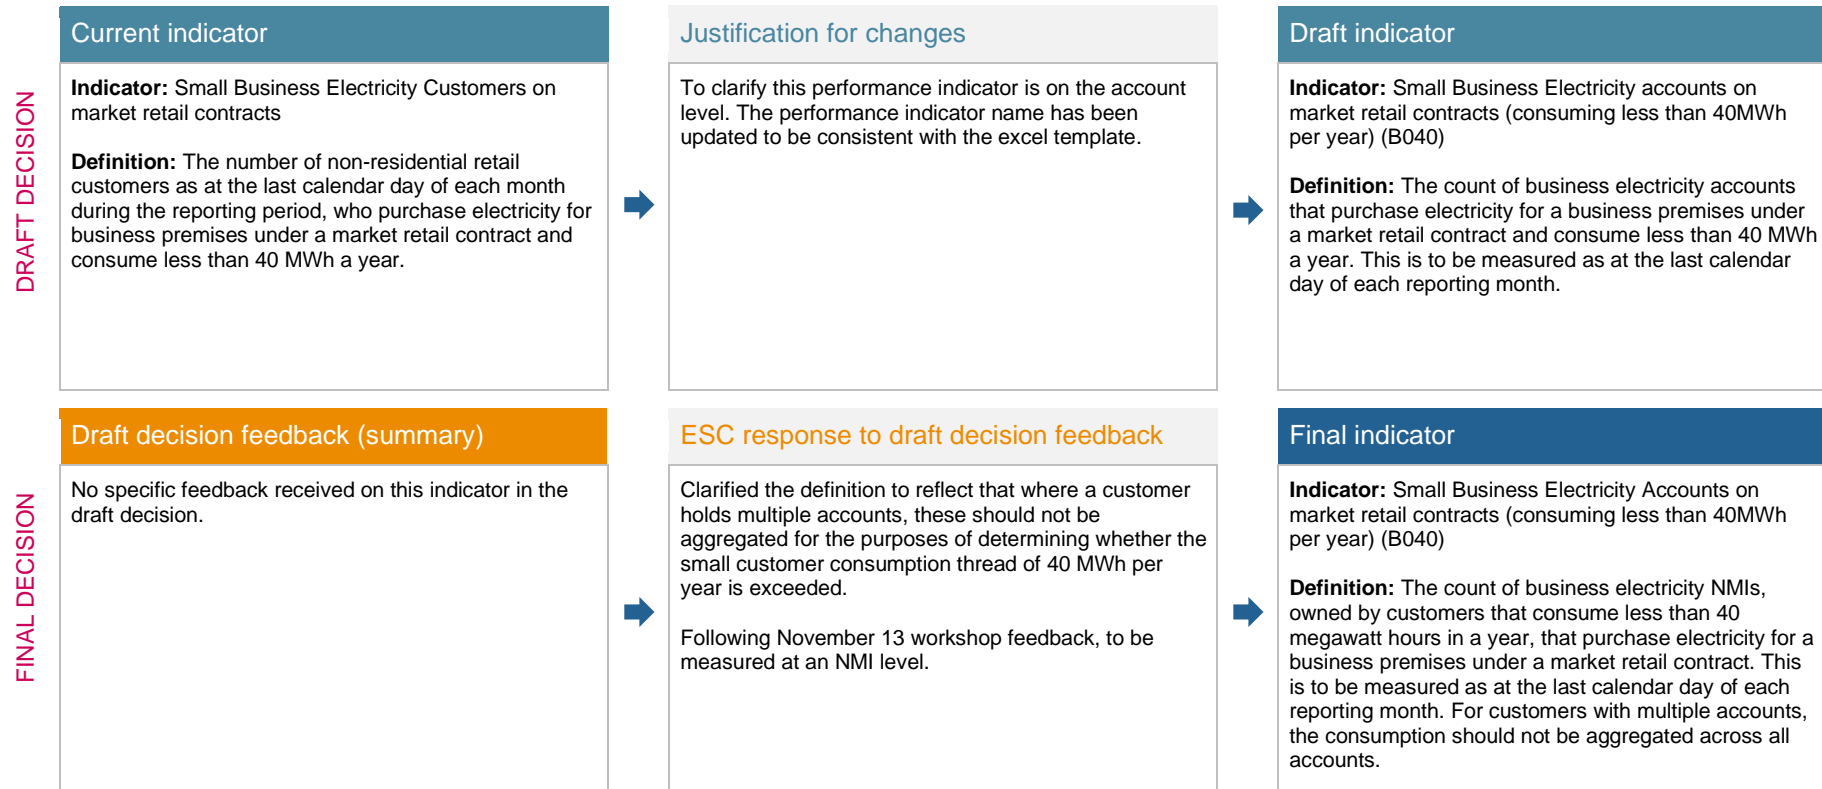 DRAFT DECISION
Current indicator
Indicator: Small Business Electricity Customers on
market retail contracts
Definition: The number of non-residential retail
customers as at the last calendar day of each month
during the reporting period, who purchase electricity for
business premises under a market retail contract and
consume less than 40 MWh a year.
Justification for changes
To clarify this performance indicator is on the account
level. The performance indicator name has been
updated to be consistent with the excel template.
Draft indicator
Indicator: Small Business Electricity accounts on
market retail contracts (consuming less than 40MWh
per year) (B040)
Definition: The count of business electricity accounts
that purchase electricity for a business premises under
a market retail contract and consume less than 40 MWh
a year. This is to be measured as at the last calendar
day of each reporting month.
FINAL DECISION
Draft decision feedback (summary)
No specific feedback received on this indicator in the
draft decision.
ESC response to draft decision feedback
Clarified the definition to reflect that where a customer
holds multiple accounts, these should not be
aggregated for the purposes of determining whether the
small customer consumption thread of 40 MWh per
year is exceeded.
Following November 13 workshop feedback, to be
measured at an NMI level.
Final indicator
Indicator: Small Business Electricity Accounts on
market retail contracts (consuming less than 40MWh
per year) (B040)
Definition: The count of business electricity NMIs,
owned by customers that consume less than 40
megawatt hours in a year, that purchase electricity for a
business premises under a market retail contract. This
is to be measured as at the last calendar day of each
reporting month. For customers with multiple accounts,
the consumption should not be aggregated across all
accounts.